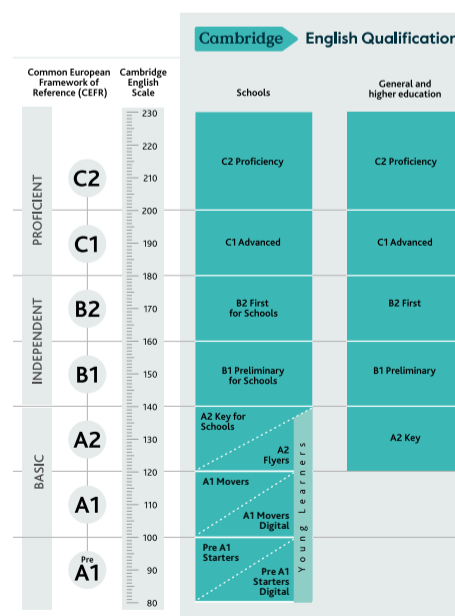 Cambridge English Qualification
Common European
Framework of
Reference (CEFR)
Cambridge
English
Scale
Schools
General and
higher education
PROFICIENT
INDEPENDENT
BASIC
C2
C1
B2
B1
A2
A1
Pre
A1
230
220
210
200
190
180
170
160
150
140
130
120
110
100
90
80
C2 Proficiency
C1 Advanced
B2 First
for Schools
B1 Preliminary
for Schools
A2 Key for
Schools
A2
Flyers
A1 Movers
A1 Movers
Digital
Pre A1
Starters
Pre A1
Starters
Digital
Young Learners
C2 Proficiency
C1 Advanced
B2 First
B1 Preliminary
A2 Key